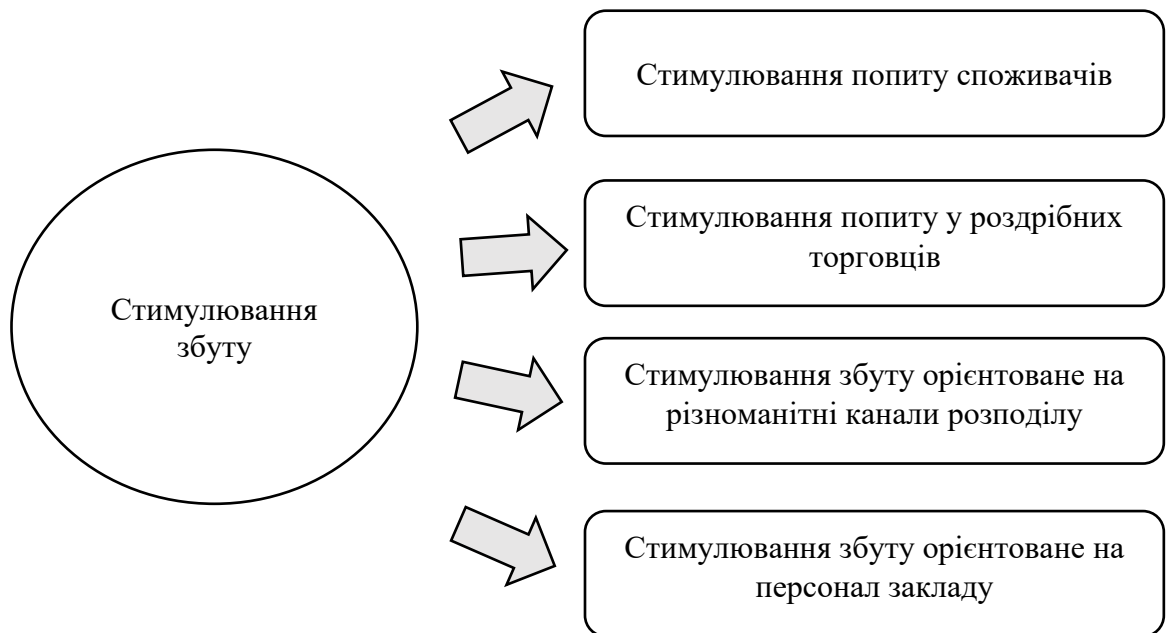 Стимулювання попиту споживачів
Стимулювання попиту у роздрібних
торговців
Стимулювання
збуту
Стимулювання збуту орієнтоване на
різноманітні канали розподілу
Стимулювання збуту орієнтоване на
персонал закладу